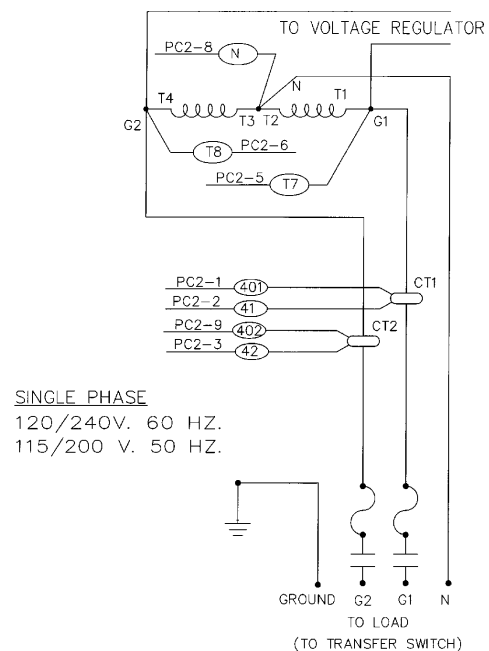 TO VOLTAGE REGULATOR
PC2-8 N
N
T4 T3 T2 T1
G2 G1
T8 PC2-6
PC2-5 T7
PC2-1 401 CT1
PC2-2 41
PC2-9 402 CT2
PC2-3 42
SINGLE PHASE
120/240V. 60 HZ.
115/200 V. 50 HZ.
GROUND G2 G1 N
TO LOAD
(TO TRANSFER SWITCH)